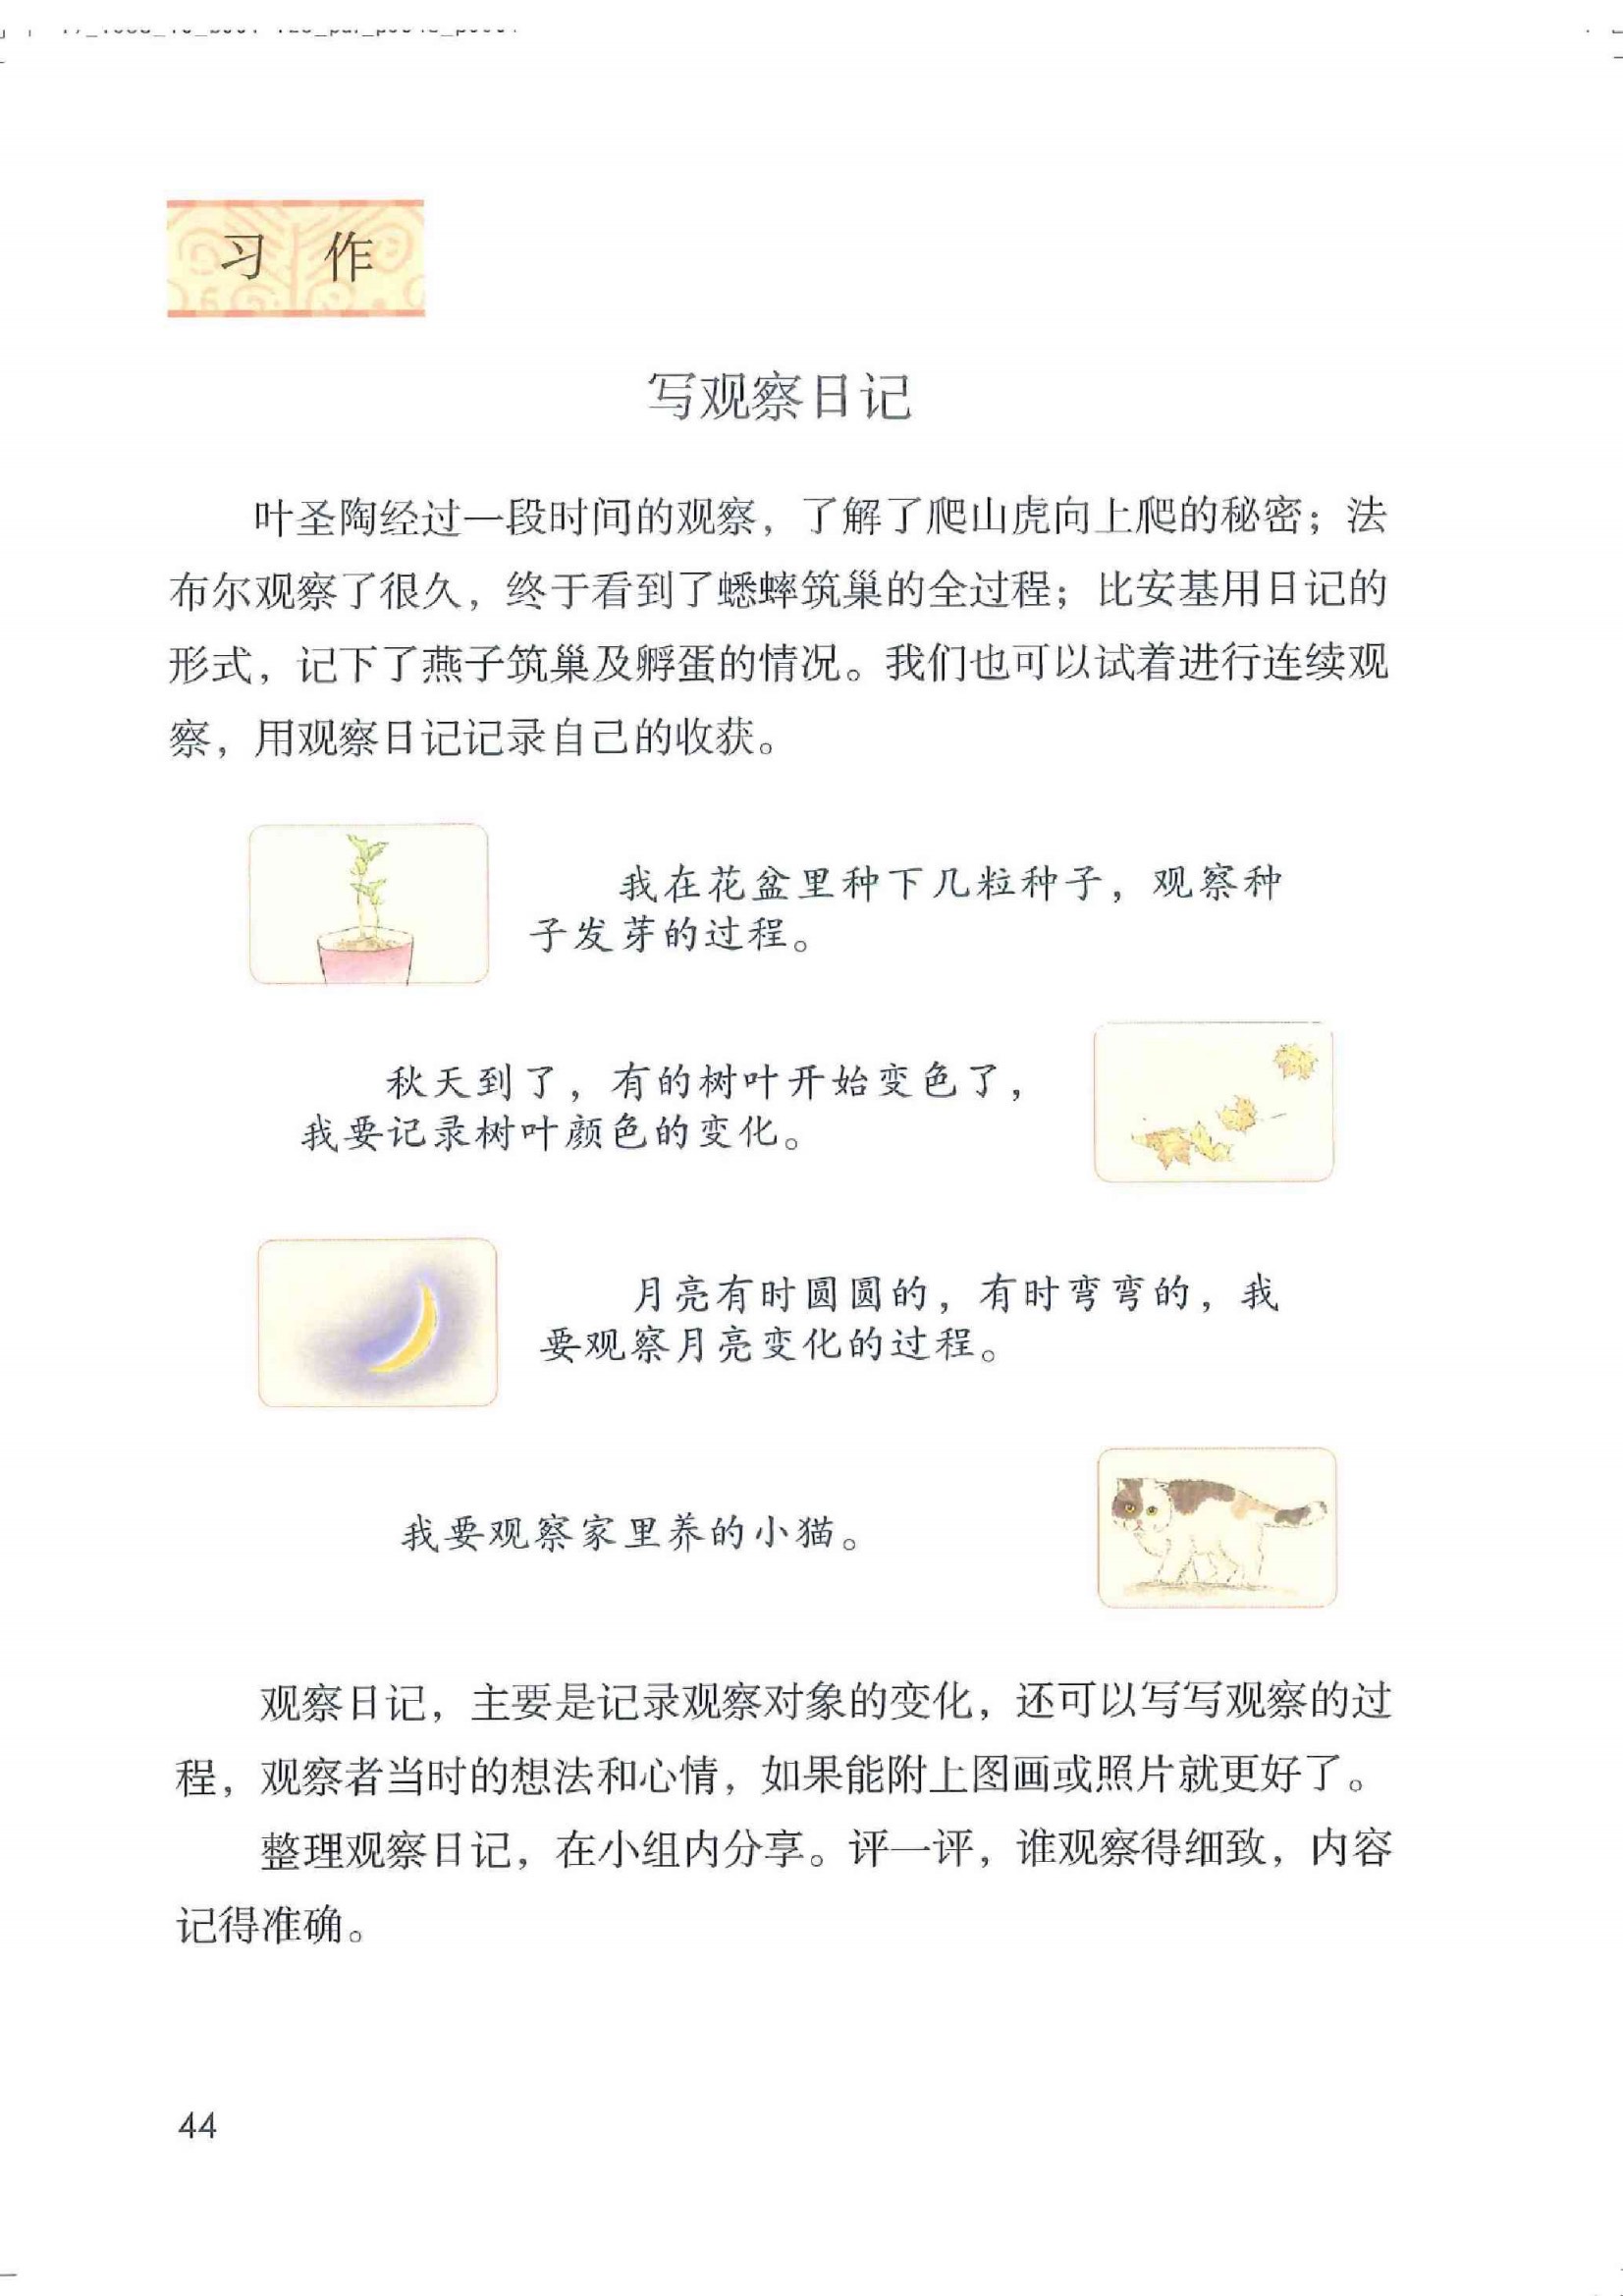 习 作
写观察日记
叶圣陶经过一段时间的观察，了解了爬山虎向上爬的秘密；法
布尔观察了很久，终于看到了蟋蟀筑巢的全过程；比安基用日记的
形式，记下了燕子筑巢及孵蛋的情况。我们也可以试着进行连续观
察，用观察日记记录自己的收获。
我在花盆里种下几粒种子，观察种
子发芽的过程。
秋天到了，有的树叶开始变色了，
我要记录树叶颜色的变化。
月亮有时圆圆的，有时弯弯的，我
要观察月亮变化的过程。
我要观察家里养的小猫。
观察日记，主要是记录观察对象的变化，还可以写写观察的过
程，观察者当时的想法和心情，如果能附上图画或照片就更好了。
整理观察日记，在小组内分享。评一评，谁观察得细致，内容
记得准确。
44